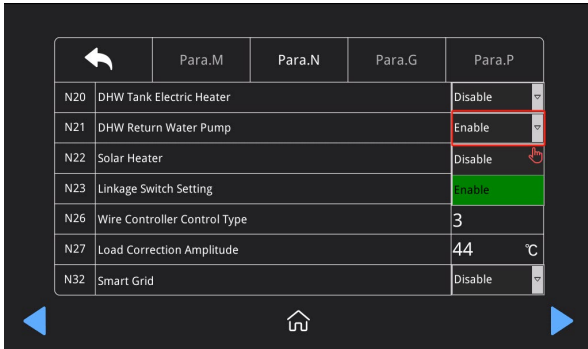 Para.M Para.N Para.G Para.P
N20 DHW Tank Electric Heater Disable
N21 DHW Return Water Pump Enable
N22 Solar Heater Disable
N23 Linkage Switch Setting Enable
N26 Wire Controller Control Type 3
N27 Load Correction Amplitude 44 ℃
N32 Smart Grid Disable